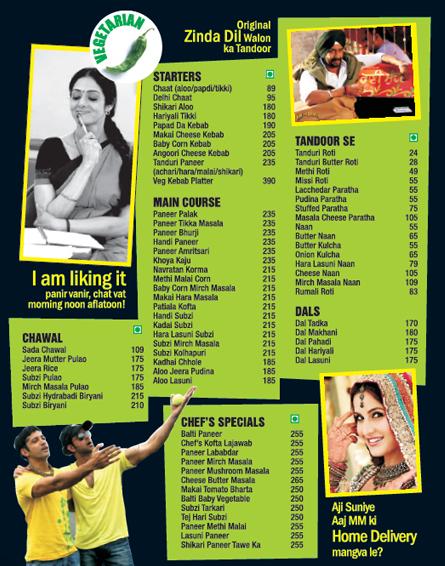 VEGETARIAN
Original
Zinda Dil Walon
ka Tandoor
STARTERS
Chaat (aloo/papdi/tikki) 89
Delhi Chaat 95
Shikari Aloo 180
Hariyali Tikki 180
Papad Da Kebab 190
Makai Cheese Kebab 205
Baby Corn Kebab 205
Angoori Cheese Kebab 205
Tanduri Paneer 235
(achari/hara/malai/shikari)
Veg Kebab Platter 390
MAIN COURSE
Paneer Palak 235
Paneer Tikka Masala 235
Paneer Bhurji 235
Handi Paneer 235
Paneer Amritsari 235
Khoya Kaju 235
Navratan Korma 215
Methi Malai Corn 215
Baby Corn Mirch Masala 215
Makai Hara Masala 215
Patiala Kofta 215
Handi Subzi 215
Kadai Subzi 215
Hara Lasuni Subzi 215
Subzi Mirch Masala 215
Subzi Kolhapuri 215
Kadhai Chhole 185
Aloo Jeera Pudina 185
Aloo Lasuni 185
TANDOOR SE
Tanduri Roti 24
Tanduri Butter Roti 28
Methi Roti 49
Missi Roti 55
Lacchedar Paratha 55
Pudina Paratha 55
Stuffed Paratha 75
Masala Cheese Paratha 105
Naan 55
Butter Naan 65
Butter Kulcha 55
Onion Kulcha 65
Hara Lasuni Naan 79
Cheese Naan 105
Mirch Masala Naan 109
Rumali Roti 83
DALS
Dal Tadka 170
Dal Makhani 180
Dal Pahadi 175
Dal Hariyali 175
Dal Lasuni 175
I am liking it
panir vanir, chat vat
morning noon aflatoon!
CHAWAL
Sada Chawal 109
Jeera Mutter Pulao 175
Jeera Rice 175
Subzi Pulao 175
Mirch Masala Pulao 185
Subzi Hydrabadi Biryani 215
Subzi Biryani 210
CHEF'S SPECIALS
Balti Paneer 255
Chef's Kofta Lajawab 255
Paneer Lababdar 255
Paneer Mirch Masala 255
Paneer Mushroom Masala 255
Cheese Butter Masala 265
Makai Tomato Bharta 250
Balti Baby Vegetable 250
Subzi Tarkari 250
Tej Hari Subzi 250
Paneer Methi Malai 255
Lasuni Paneer 255
Shikari Paneer Tawe Ka 255
Aji Suniye
Aaj MM ki
Home Delivery
mangva le?